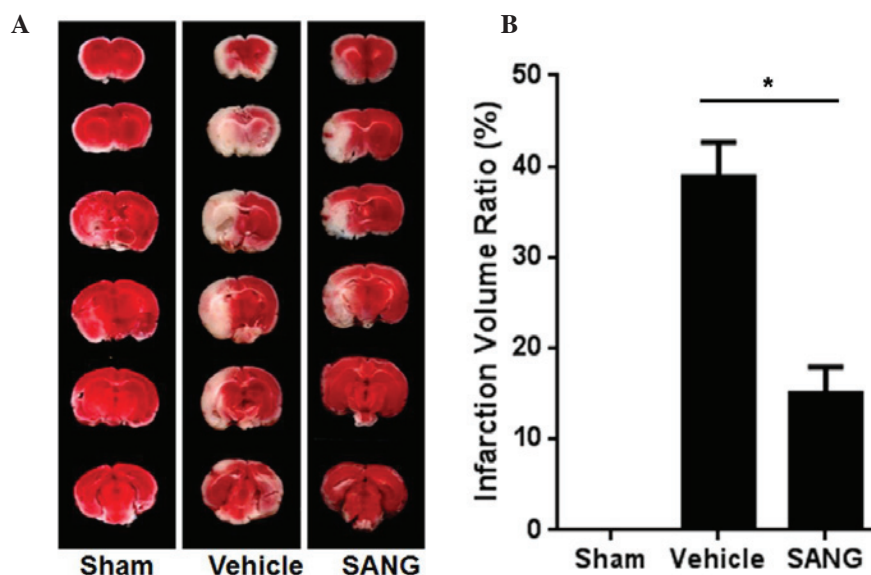 A
B
Sham Vehicle SANG
Infarction Volume Ratio (%)
50
40
30
20
10
0
*
Sham Vehicle SANG